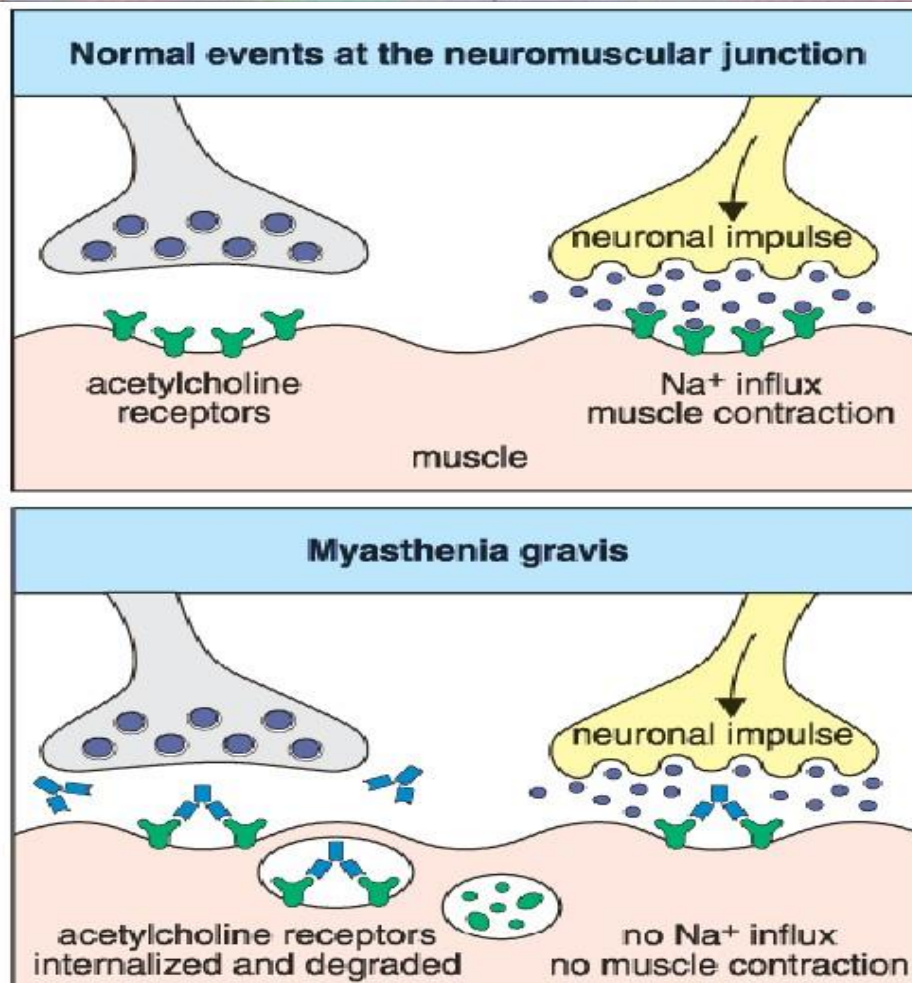 Normal events at the neuromuscular junction
neuronal impulse
acetylcholine
receptors
Na⁺ influx
muscle contraction
muscle
Myasthenia gravis
neuronal impulse
acetylcholine receptors
internalized and degraded
no Na⁺ influx
no muscle contraction